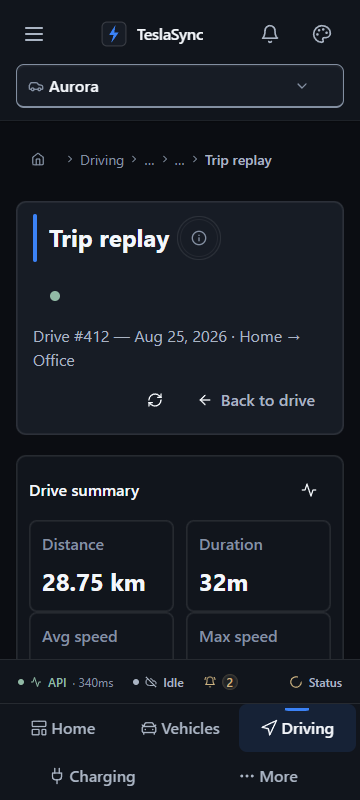 TeslaSync
Aurora
Driving > ... > ... > Trip replay
Trip replay
Drive #412 — Aug 25, 2026 · Home →
Office
Back to drive
Drive summary
Distance
Duration
28.75 km
32m
Avg speed
Max speed
API · 340ms
Idle
2
Status
Home
Vehicles
Driving
Charging
More